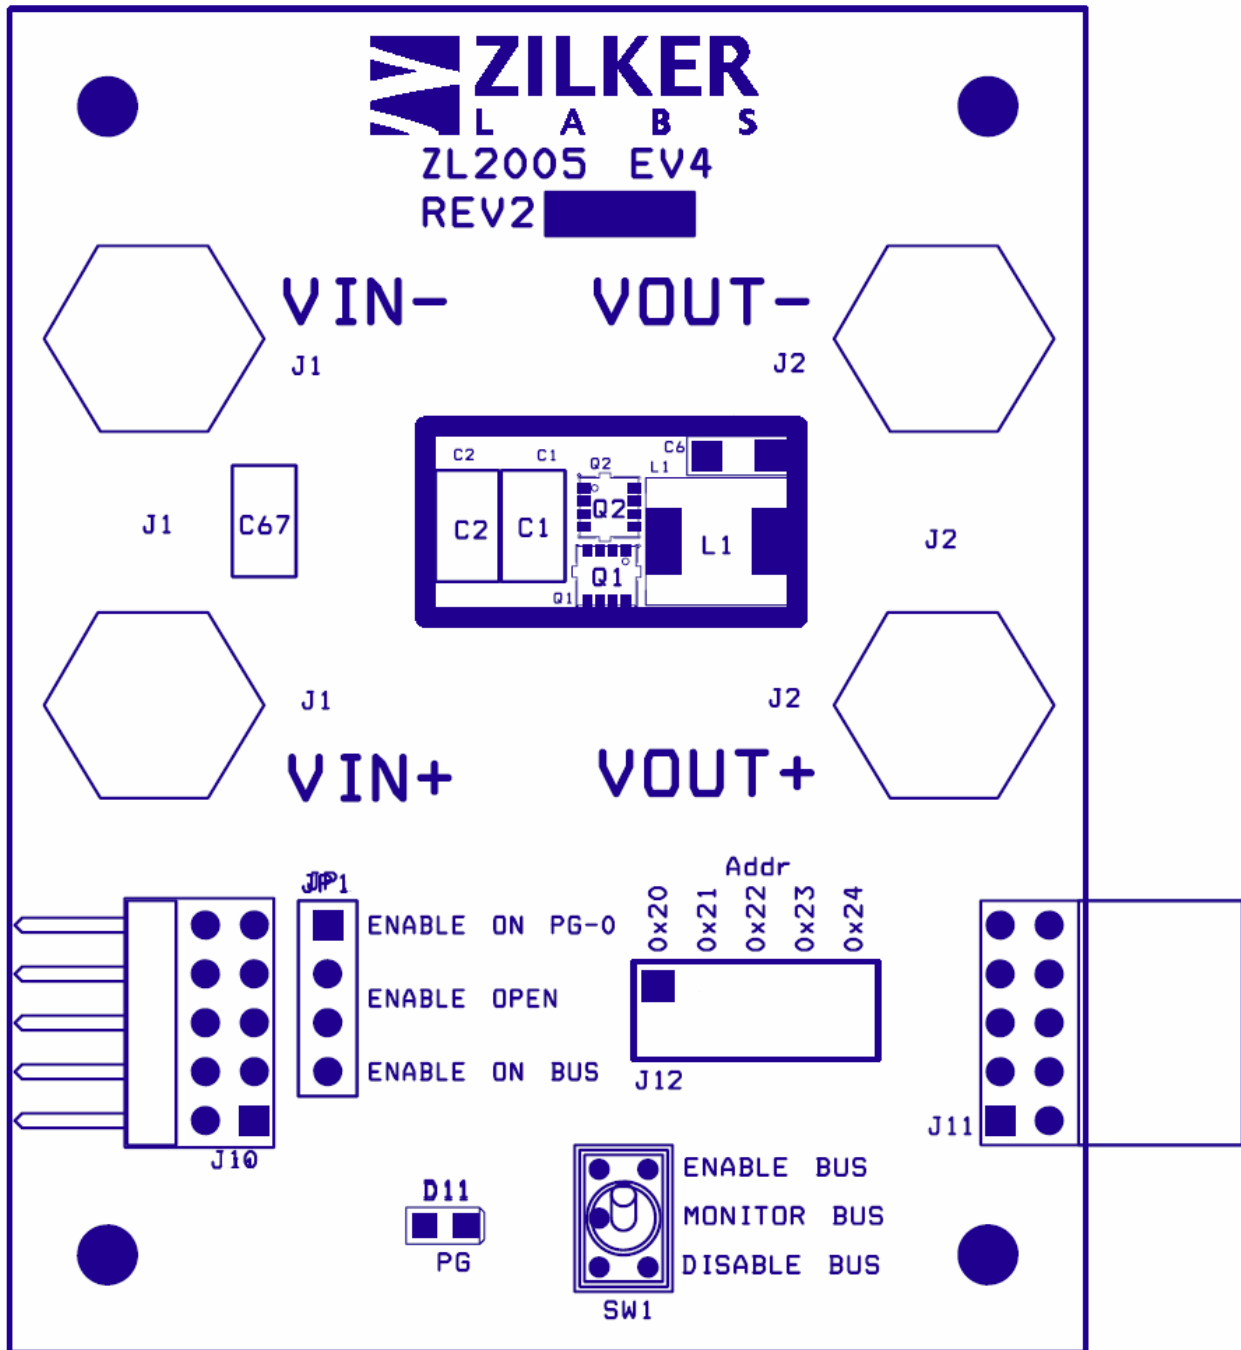 ZILKER
LABS
ZL2005 EV4
REV2
VIN- VOUT-
J1 J2
C2 C1 Q2 L1 C6
J1 C67 C2 C1 Q2 L1 J2
Q1 Q1
J1 J2
VIN+ VOUT+
Addr
JP1 0x20 0x21 0x22 0x23 0x24
ENABLE ON PG-0
ENABLE OPEN
ENABLE ON BUS J12
J10 J11
ENABLE BUS
D11 MONITOR BUS
PG DISABLE BUS
SW1